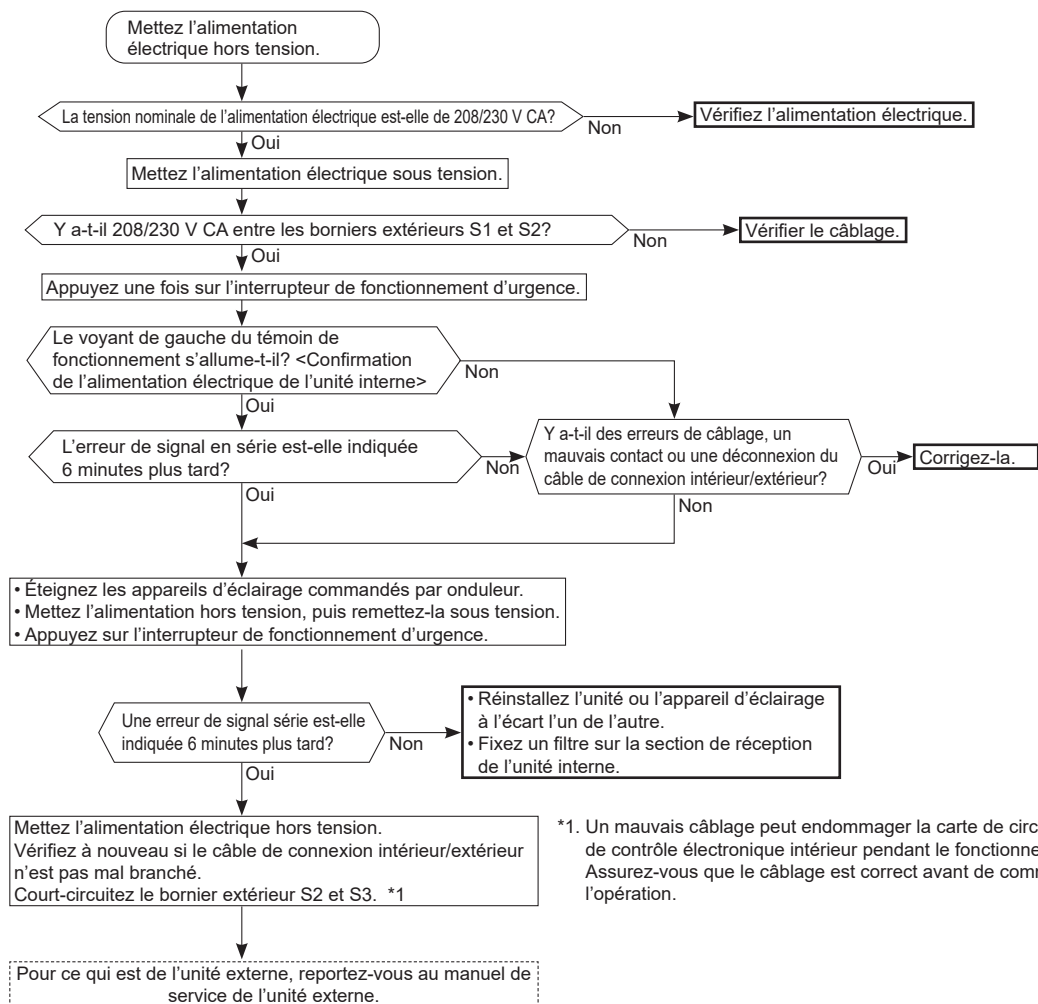 Mettez l’alimentation
électrique hors tension.
La tension nominale de l’alimentation électrique est-elle de 208/230 V CA?
Non
Vérifiez l’alimentation électrique.
Oui
Mettez l’alimentation électrique sous tension.
Y a-t-il 208/230 V CA entre les borniers extérieurs S1 et S2?
Non
Vérifier le câblage.
Oui
Appuyez une fois sur l’interrupteur de fonctionnement d’urgence.
Le voyant de gauche du témoin de
fonctionnement s’allume-t-il? <Confirmation
de l’alimentation électrique de l’unité interne>
Non
Oui
L’erreur de signal en série est-elle indiquée
6 minutes plus tard?
Non
Y a-t-il des erreurs de câblage, un
mauvais contact ou une déconnexion du
câble de connexion intérieur/extérieur?
Oui
Corrigez-la.
Oui
Non
• Éteignez les appareils d’éclairage commandés par onduleur.
• Mettez l’alimentation hors tension, puis remettez-la sous tension.
• Appuyez sur l’interrupteur de fonctionnement d’urgence.
Une erreur de signal série est-elle
indiquée 6 minutes plus tard?
Non
• Réinstallez l’unité ou l’appareil d’éclairage
à l’écart l’un de l’autre.
• Fixez un filtre sur la section de réception
de l’unité interne.
Oui
Mettez l’alimentation électrique hors tension.
Vérifiez à nouveau si le câble de connexion intérieur/extérieur
n’est pas mal branché.
Court-circuitez le bornier extérieur S2 et S3. *1
*1. Un mauvais câblage peut endommager la carte de circ
de contrôle électronique intérieur pendant le fonctionne
Assurez-vous que le câblage est correct avant de com
l’opération.
Pour ce qui est de l’unité externe, reportez-vous au manuel de
service de l’unité externe.